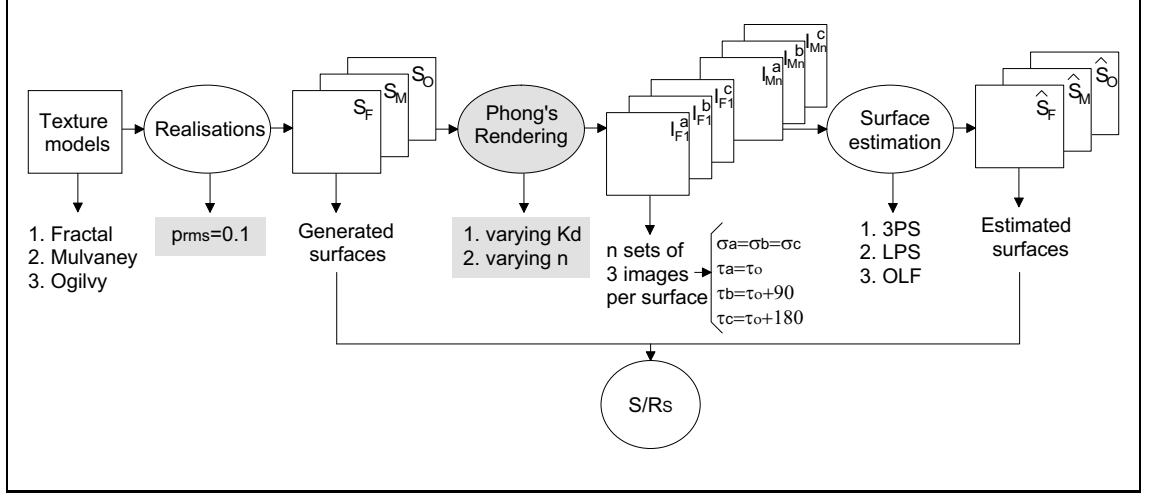 Texture
models
Realisations
S_F
S_M
S_O
Phong's
Rendering
I_F1^a
I_F1^b
I_F1^c
I_Mn^a
I_Mn^b
I_Mn^c
Surface
estimation
Ŝ_F
Ŝ_M
Ŝ_O
1. Fractal
2. Mulvaney
3. Ogilvy
prms=0.1
Generated
surfaces
1. varying Kd
2. varying n
n sets of
3 images
per surface
σa=σb=σc
τa=τo
τb=τo+90
τc=τo+180
1. 3PS
2. LPS
3. OLF
Estimated
surfaces
S/Rs